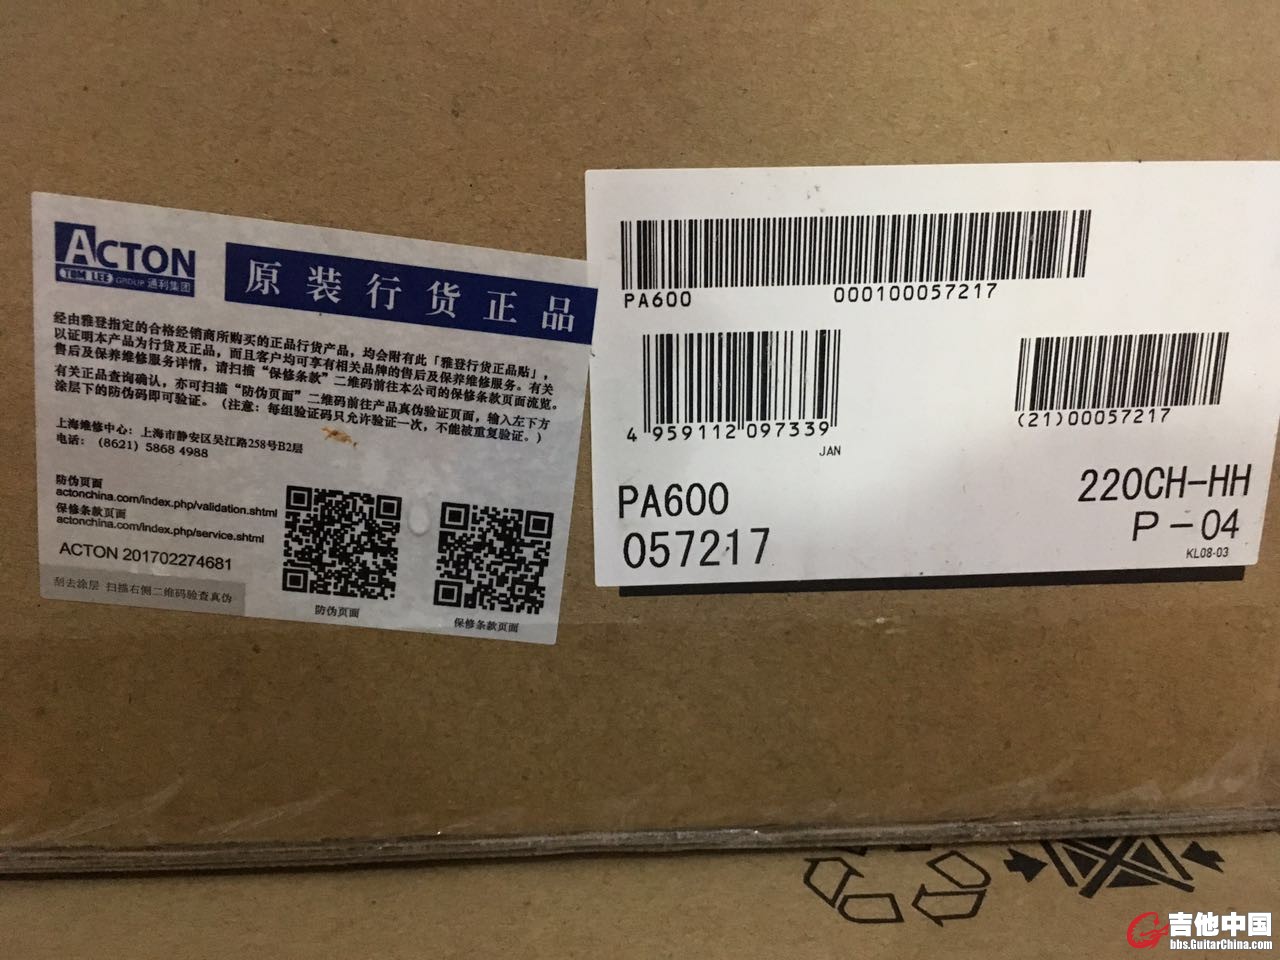 ACTON
TOM LEE GROUP 通利集团
原装行货正品
经由雅登指定的合格经销商所购买的正品行货产品，均会附有此「雅登行货正品贴」，
以证明本产品为行货及正品，而且客户均可享有相关品牌的售后及保养维修服务。有关
售后及保养维修服务详情，请扫描“保修条款”二维码前往本公司的保修条款页面流览。
有关正品查询确认，亦可扫描“防伪页面”二维码前往产品真伪验证页面，输入左下方
涂层下的防伪码即可验证。（注意：每组验证码只允许验证一次，不能被重复验证。）
上海维修中心：上海市静安区吴江路258号B2层
电话：（8621）5868 4988
防伪页面
actonchina.com/index.php/validation.shtml
保修条款页面
actonchina.com/index.php/service.shtml
ACTON 201702274681
刮去涂层 扫描右侧二维码验查真伪
防伪页面
保修条款页面
PA600 000100057217
4 959112 097339
JAN
(21)00057217
PA600
057217
220CH-HH
P-04
KL08-03
吉他中国
bbs.GuitarChina.com